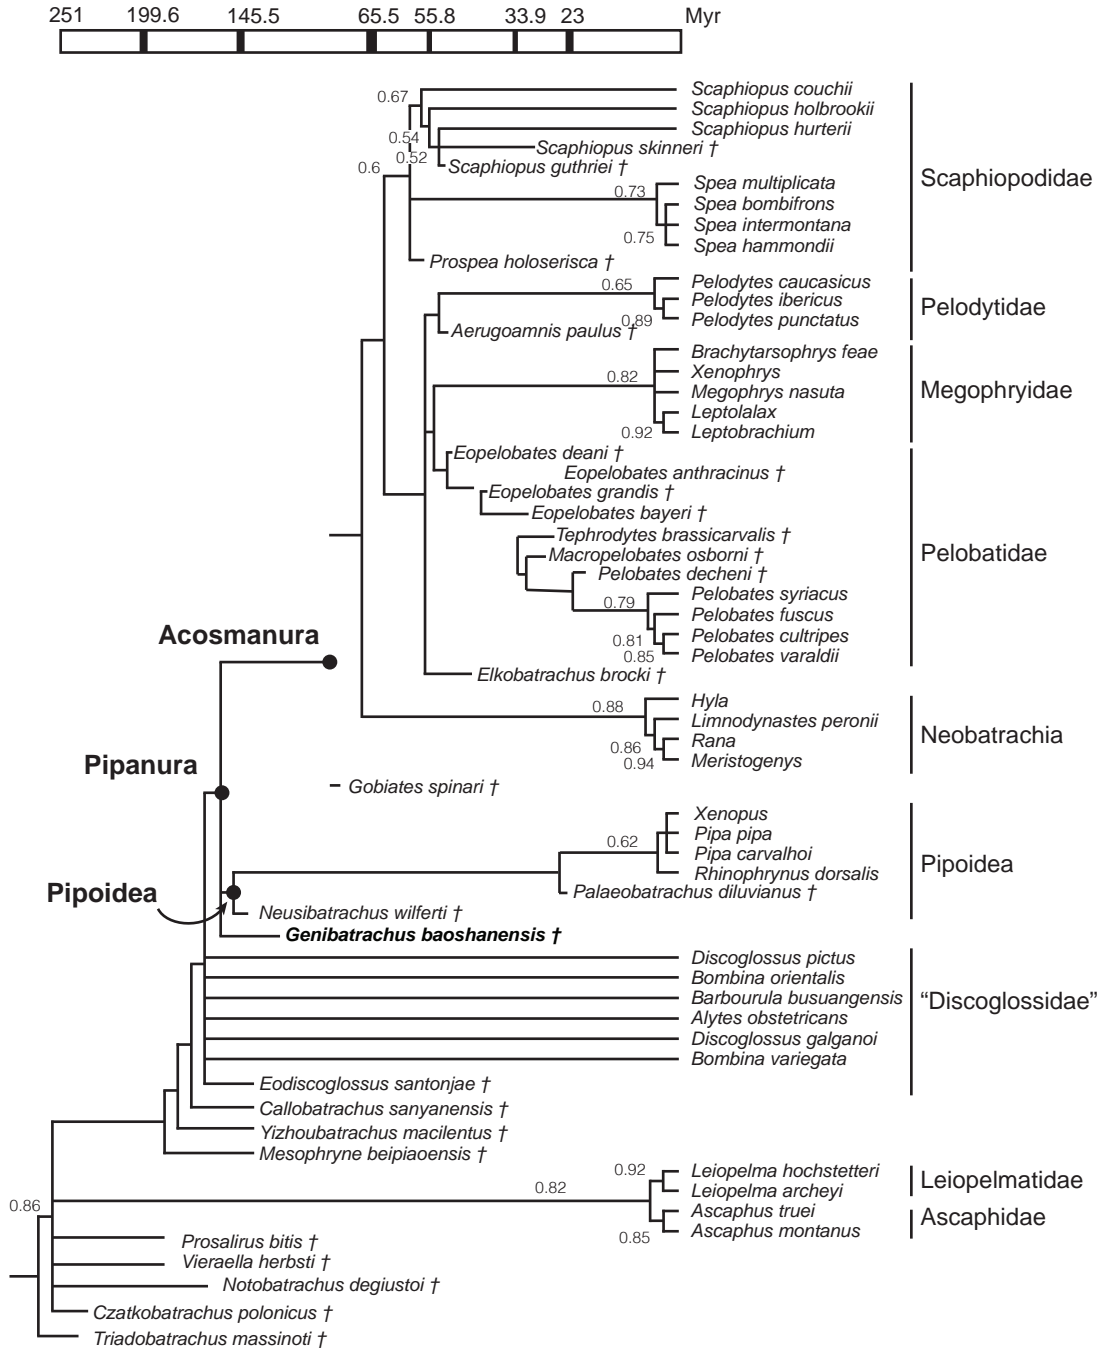 251 199.6 145.5 65.5 55.8 33.9 23 Myr
0.67
Scaphiopus couchii
Scaphiopus holbrookii
Scaphiopus hurterii
0.54
Scaphiopus skinneri †
0.52
0.6
Scaphiopus guthriei †
Scaphiopodidae
0.73
Spea multiplicata
Spea bombifrons
Spea intermontana
0.75
Spea hammondii
Prospea holoserisca †
0.65
Pelodytes caucasicus
Pelodytes ibericus
Pelodytidae
0.89
Pelodytes punctatus
Aerugoamnis paulus †
Brachytarsophrys feae
0.82
Xenophrys
Megophrys nasuta
Megophryidae
Leptolalax
0.92
Leptobrachium
Eopelobates deani †
Eopelobates anthracinus †
Eopelobates grandis †
Eopelobates bayeri †
Tephrodytes brassicarvalis †
Macropelobates osborni †
Pelobatidae
Pelobates decheni †
0.79
Pelobates syriacus
Pelobates fuscus
Acosmanura
0.81
Pelobates cultripes
0.85
Pelobates varaldii
Elkobatrachus brocki †
0.88
Hyla
Limnodynastes peronii
Neobatrachia
0.86
Rana
0.94
Meristogenys
Pipanura
Gobiates spinari †
Xenopus
0.62
Pipa pipa
Pipa carvalhoi
Pipoidea
Rhinophrynus dorsalis
Pipoidea
Palaeobatrachus diluvianus †
Neusibatrachus wilferti †
Genibatrachus baoshanensis †
Discoglossus pictus
Bombina orientalis
Barbourula busuangensis
“Discoglossidae”
Alytes obstetricans
Discoglossus galganoi
Bombina variegata
Eodiscoglossus santonjae †
Callobatrachus sanyanensis †
Yizhoubatrachus macilentus †
Mesophryne beipiaoensis †
0.92
Leiopelma hochstetteri
Leiopelmatidae
0.82
Leiopelma archeyi
0.86
Ascaphus truei
Ascaphidae
0.85
Ascaphus montanus
Prosalirus bitis †
Vieraella herbsti †
Notobatrachus degiustoi †
Czatkobatrachus polonicus †
Triadobatrachus massinoti †